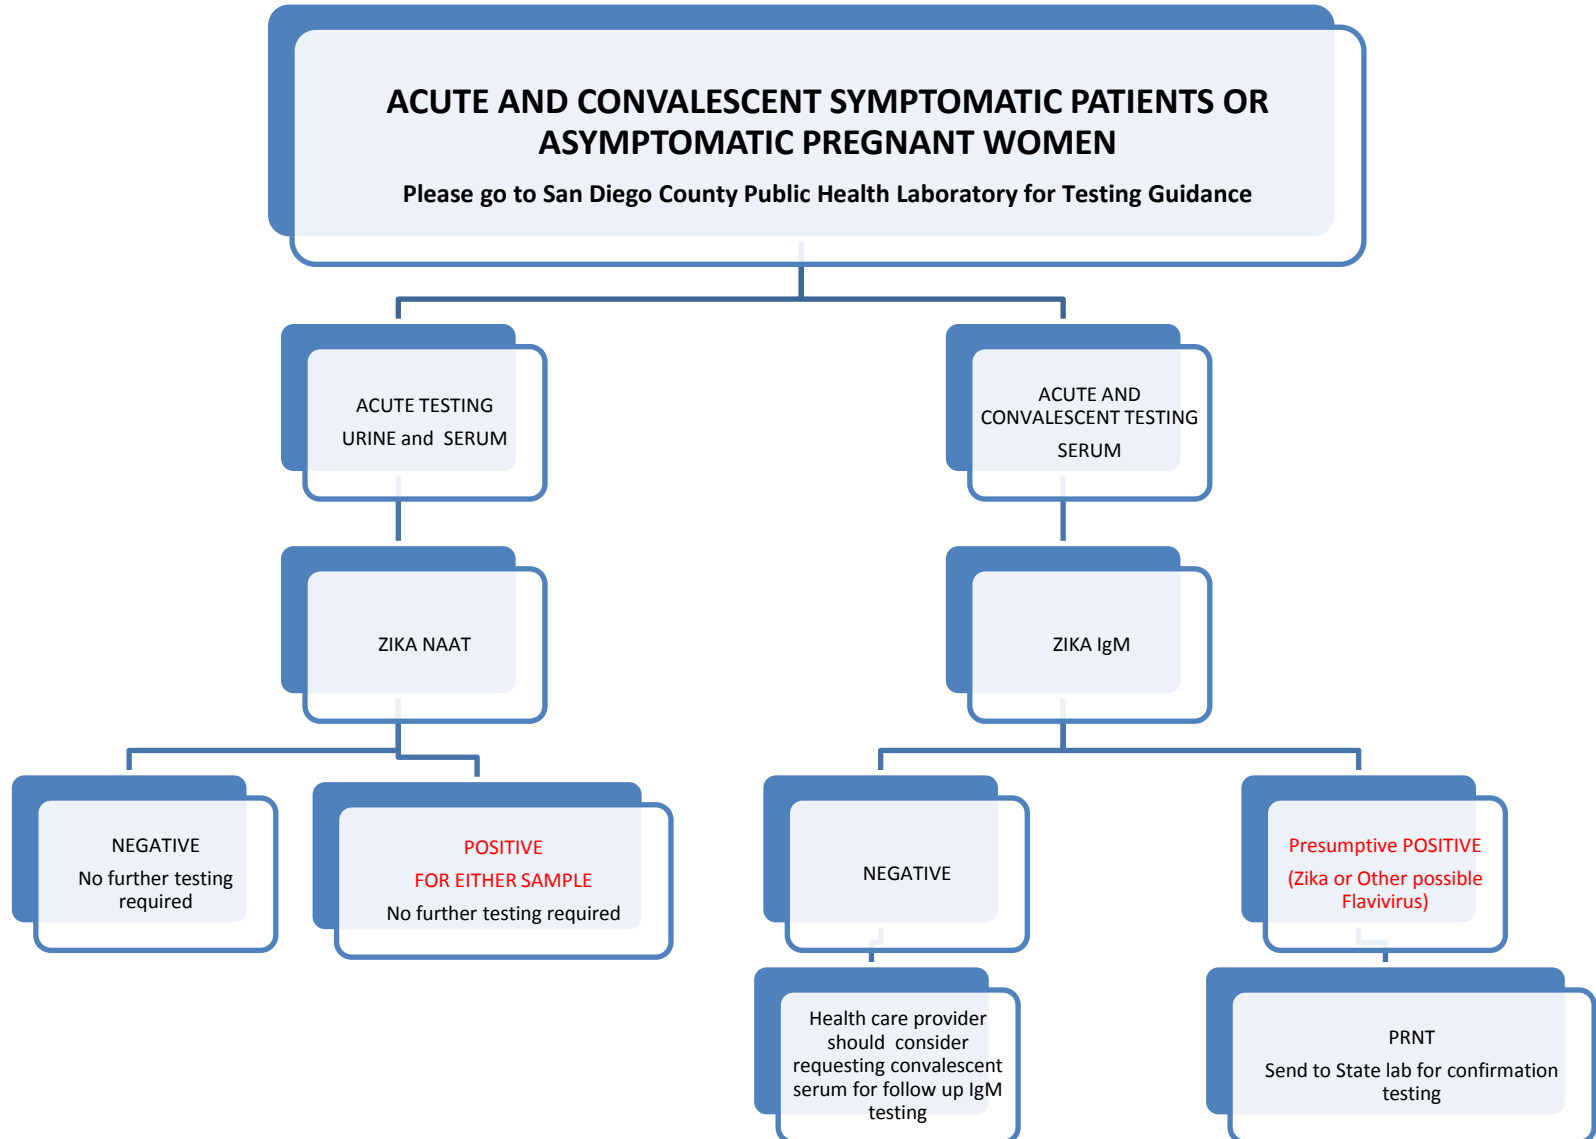 ACUTE AND CONVALESCENT SYMPTOMATIC PATIENTS OR
ASYMPTOMATIC PREGNANT WOMEN
Please go to San Diego County Public Health Laboratory for Testing Guidance
ACUTE TESTING
URINE and SERUM
ACUTE AND
CONVALESCENT TESTING
SERUM
ZIKA NAAT
ZIKA IgM
NEGATIVE
No further testing
required
POSITIVE
FOR EITHER SAMPLE
No further testing required
NEGATIVE
Presumptive POSITIVE
(Zika or Other possible
Flavivirus)
Health care provider
should consider
requesting convalescent
serum for follow up IgM
testing
PRNT
Send to State lab for confirmation
testing